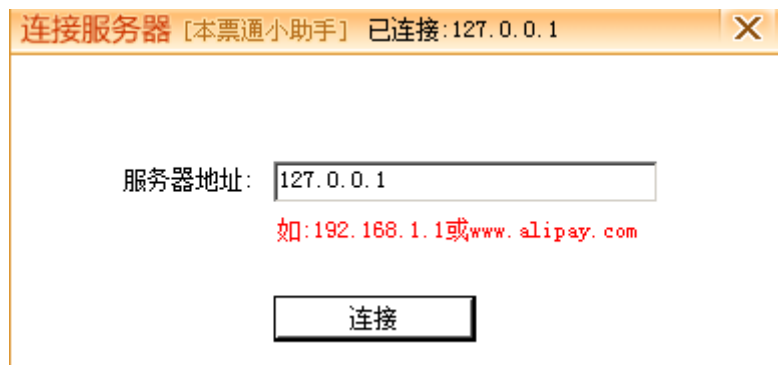 连接服务器 [本票通小助手] 已连接:127.0.0.1
服务器地址: 127.0.0.1
如:192.168.1.1或www.alipay.com
连接